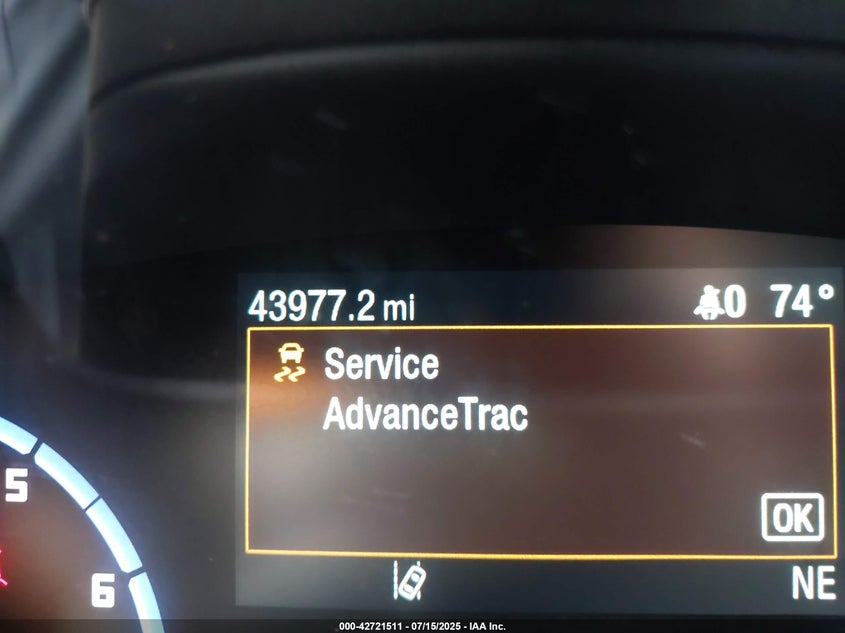 43977.2 mi 0 74°
Service
AdvanceTrac
OK
5
6
NE
000-42721511 - 07/15/2025 - IAA Inc.